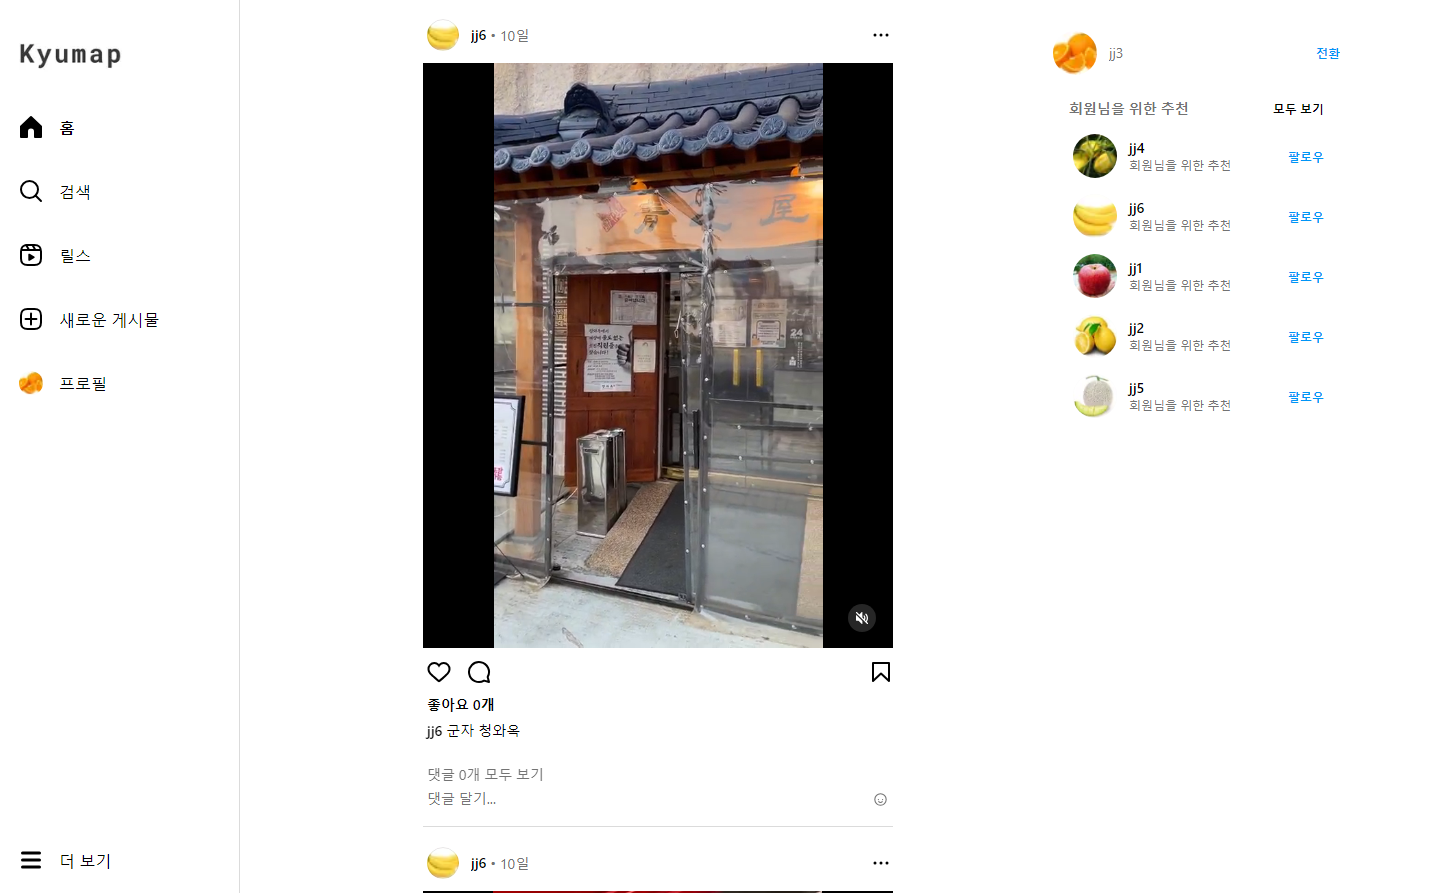 Kyumap
홈
검색
릴스
새로운 게시물
프로필
더 보기
jj6 • 10일
24
좋아요 0개
jj6 군자 청와옥
댓글 0개 모두 보기
댓글 달기...
jj6 • 10일
jj3
전환
회원님을 위한 추천
모두 보기
jj4
회원님을 위한 추천
팔로우
jj6
회원님을 위한 추천
팔로우
jj1
회원님을 위한 추천
팔로우
jj2
회원님을 위한 추천
팔로우
jj5
회원님을 위한 추천
팔로우